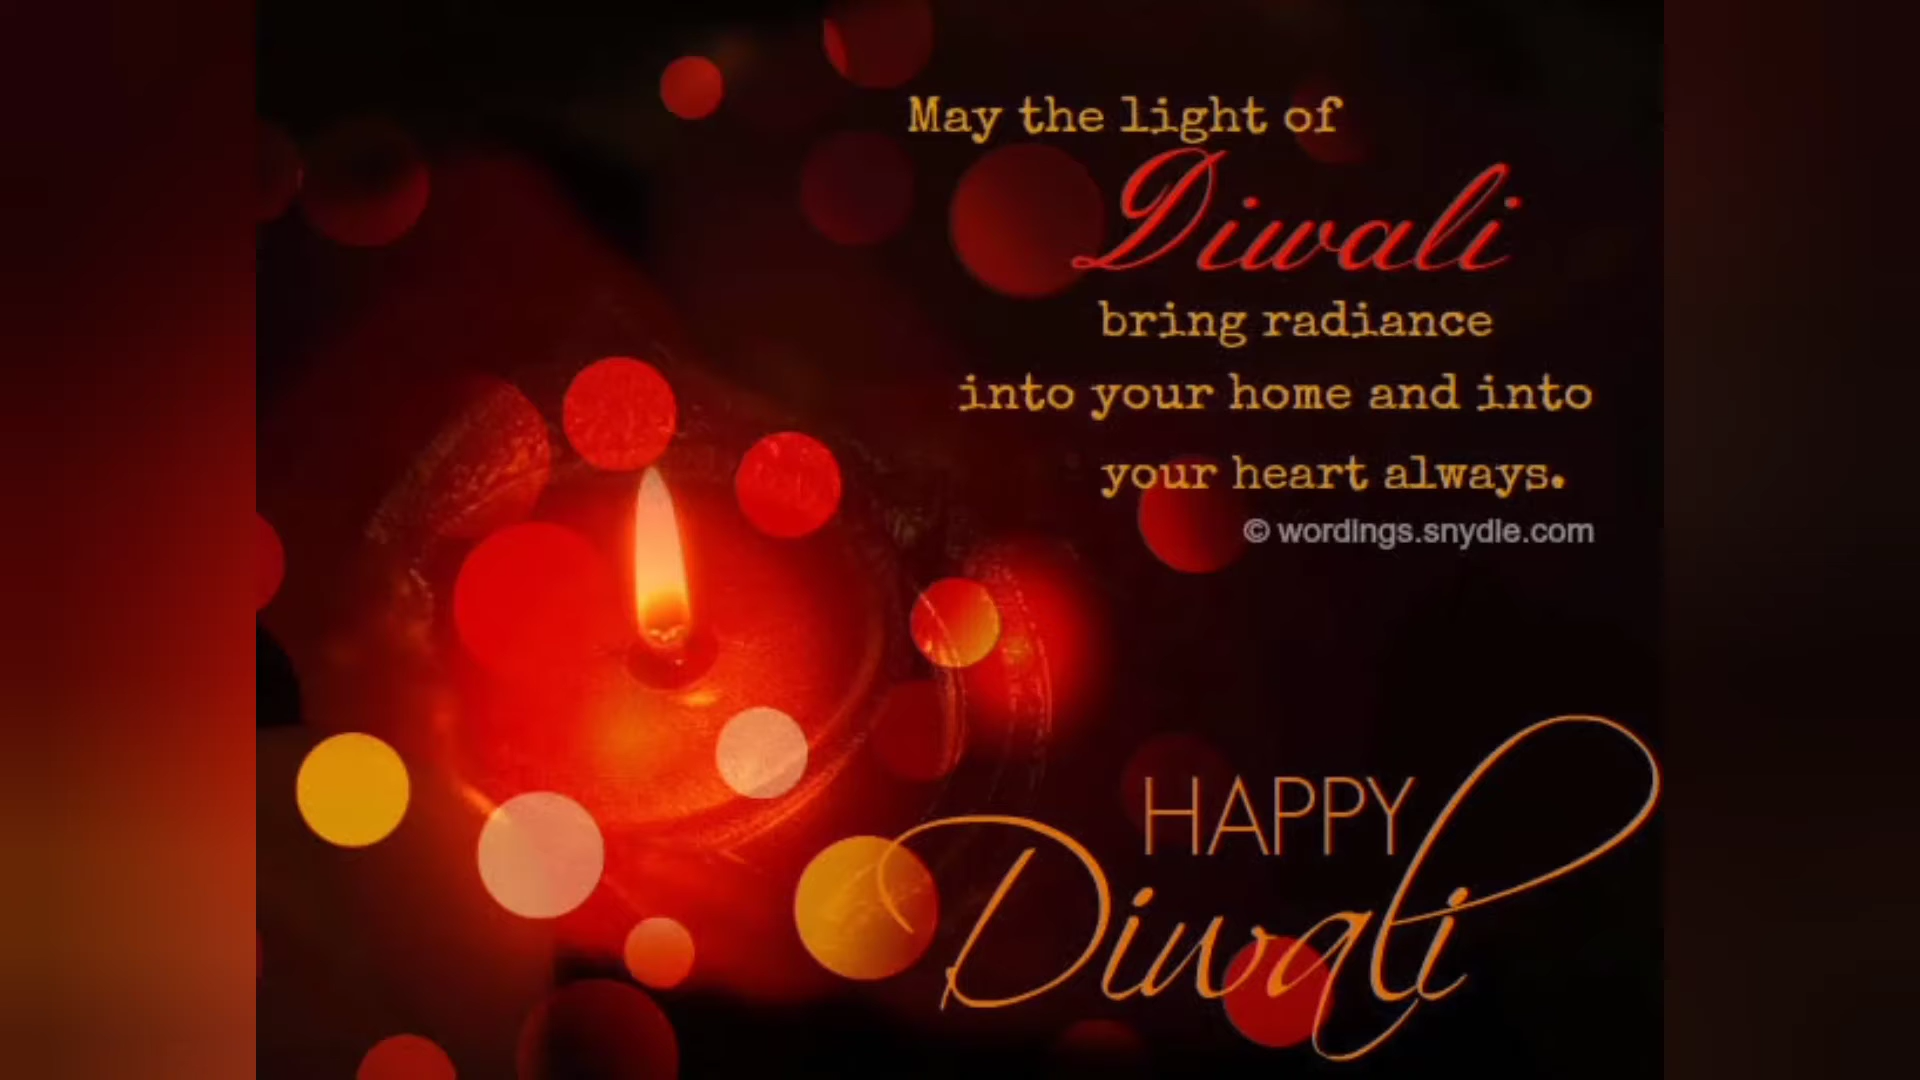 May the light of
Diwali
bring radiance
into your home and into
your heart always.
© wordings.snydle.com
HAPPY
Diwali